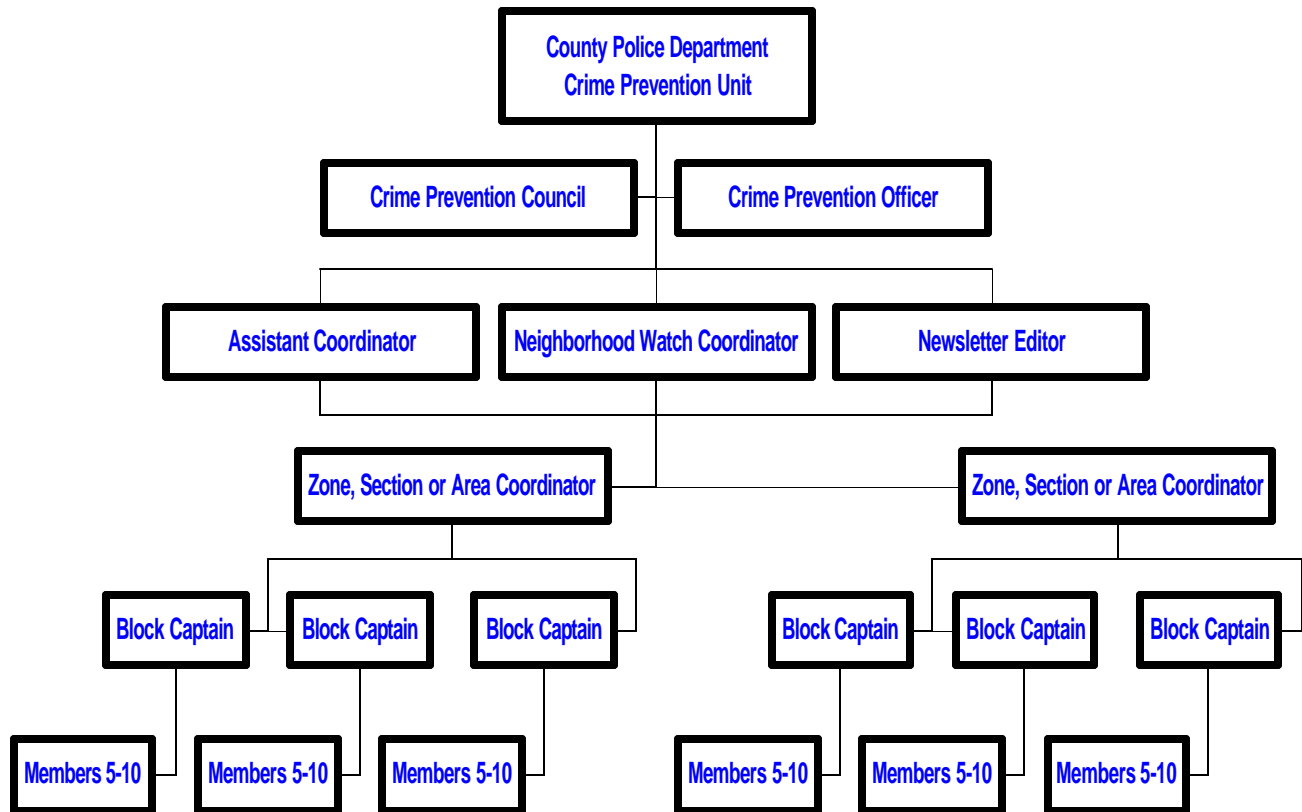 County Police Department
Crime Prevention Unit
Crime Prevention Council
Crime Prevention Officer
Assistant Coordinator
Neighborhood Watch Coordinator
Newsletter Editor
Zone, Section or Area Coordinator
Zone, Section or Area Coordinator
Block Captain
Block Captain
Block Captain
Block Captain
Block Captain
Block Captain
Members 5-10
Members 5-10
Members 5-10
Members 5-10
Members 5-10
Members 5-10